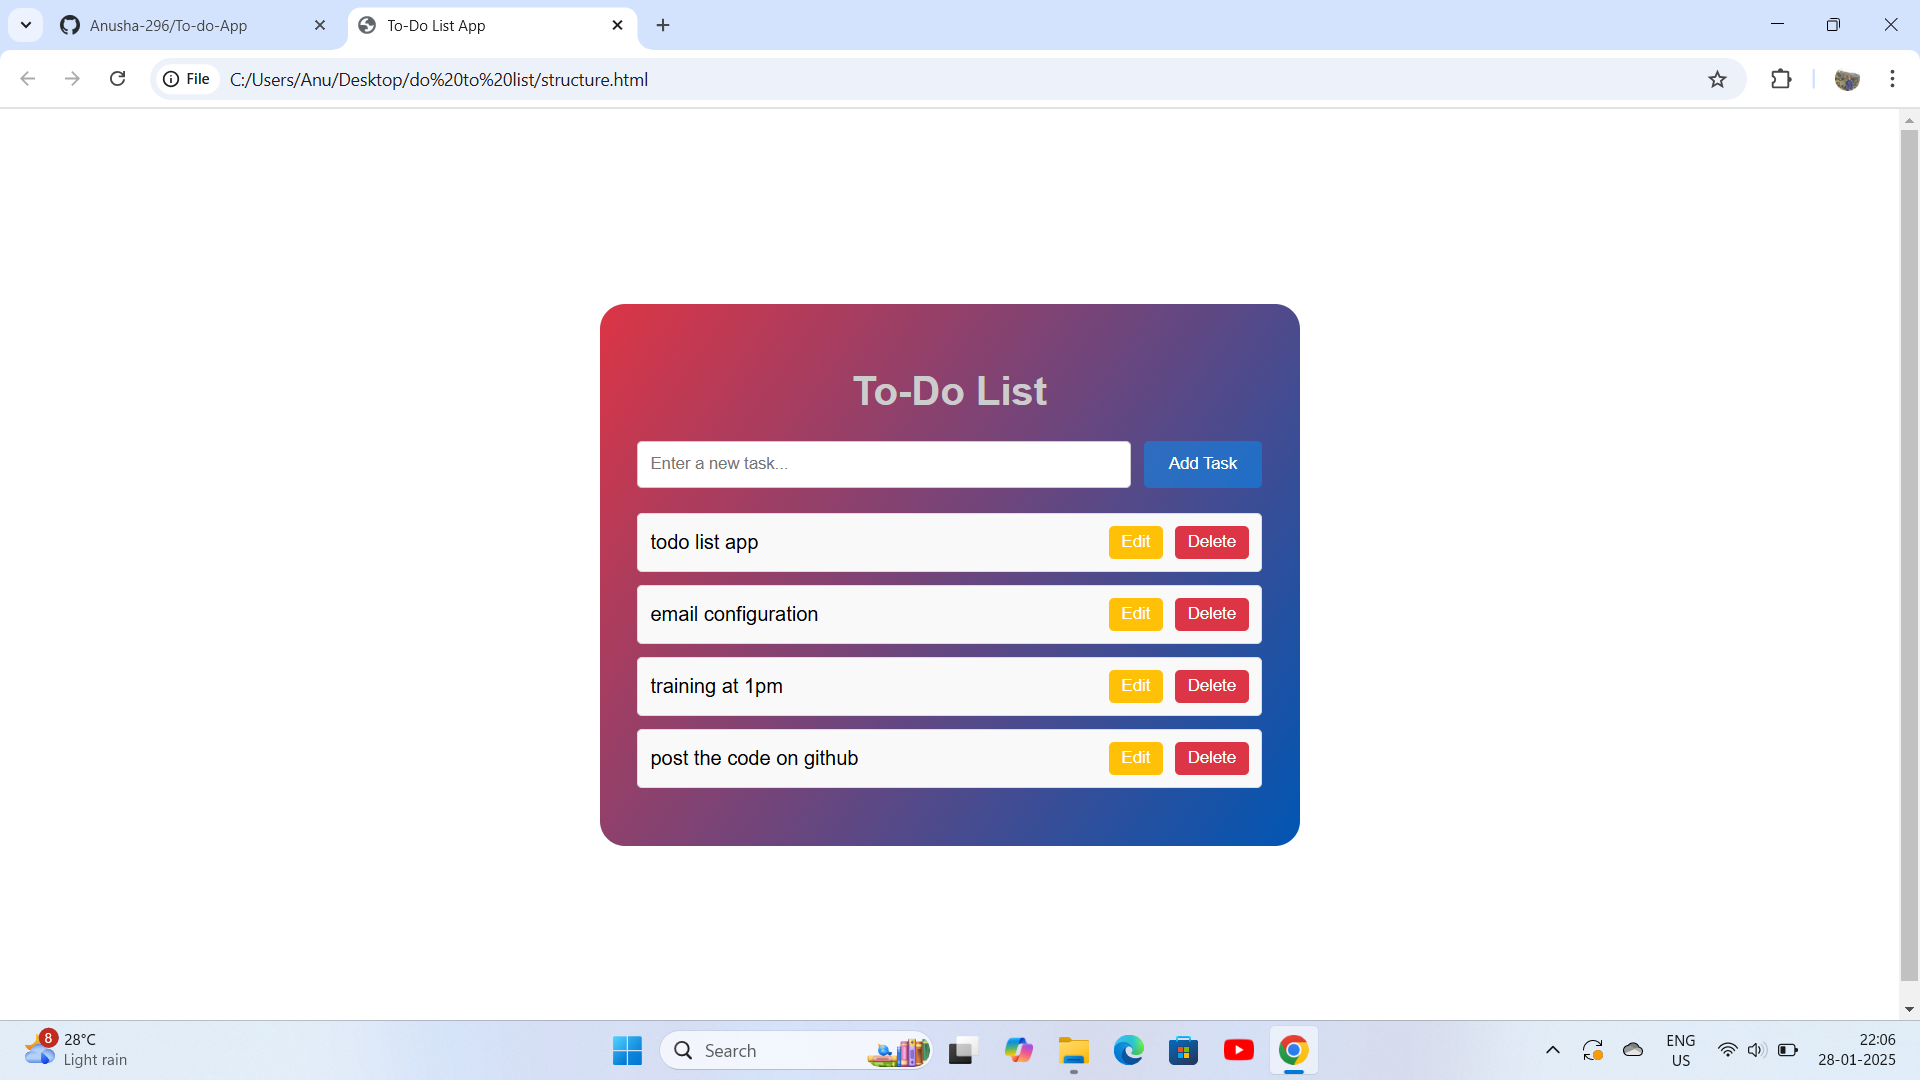 Anusha-296/To-do-App
To-Do List App
File
C:/Users/Anu/Desktop/do%20to%20list/structure.html
To-Do List
Enter a new task...
Add Task
todo list app
Edit
Delete
email configuration
Edit
Delete
training at 1pm
Edit
Delete
post the code on github
Edit
Delete
8
28°C
Light rain
Search
ENG
US
22:06
28-01-2025